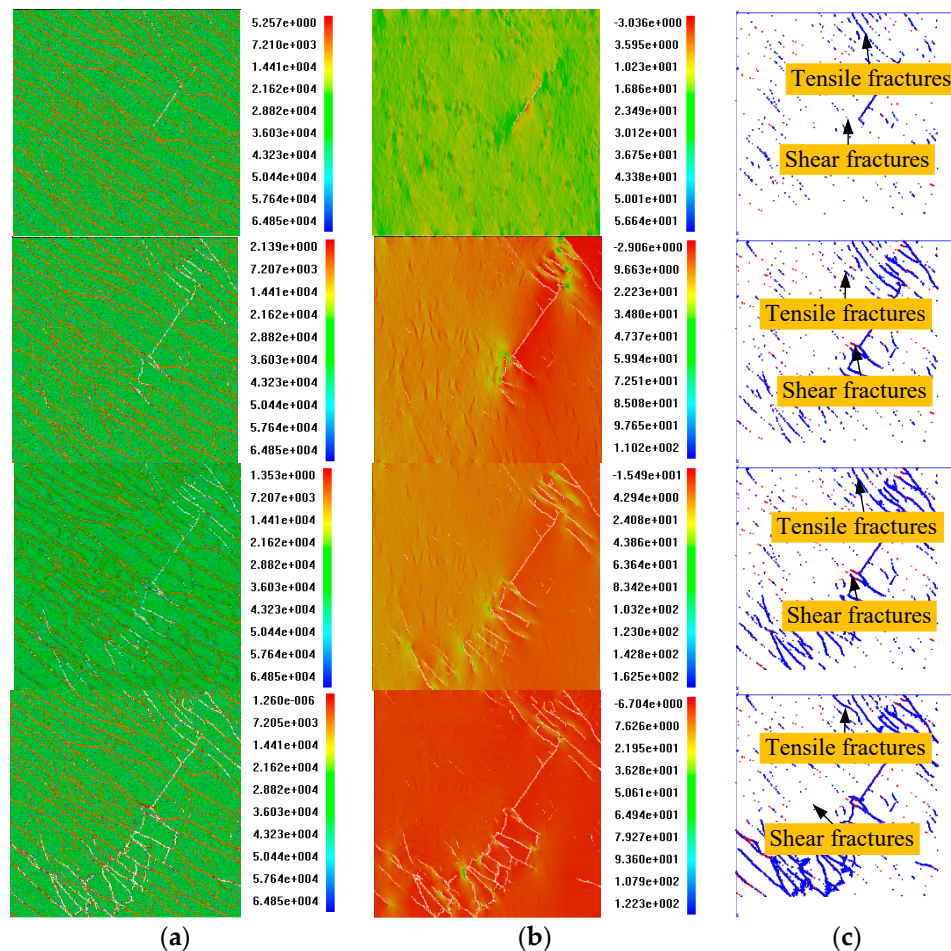 5.257e+000
7.210e+003
1.441e+004
2.162e+004
2.882e+004
3.603e+004
4.323e+004
5.044e+004
5.764e+004
6.485e+004
-3.036e+000
3.595e+000
1.023e+001
1.686e+001
2.349e+001
3.012e+001
3.675e+001
4.338e+001
5.001e+001
5.664e+001
Tensile fractures
Shear fractures
2.139e+000
7.207e+003
1.441e+004
2.162e+004
2.882e+004
3.603e+004
4.323e+004
5.044e+004
5.764e+004
6.485e+004
-2.906e+000
9.663e+000
2.223e+001
3.480e+001
4.737e+001
5.994e+001
7.251e+001
8.508e+001
9.765e+001
1.102e+002
Tensile fractures
Shear fractures
1.353e+000
7.207e+003
1.441e+004
2.162e+004
2.882e+004
3.603e+004
4.323e+004
5.044e+004
5.764e+004
6.485e+004
-1.549e+001
4.294e+000
2.408e+001
4.386e+001
6.364e+001
8.342e+001
1.032e+002
1.230e+002
1.428e+002
1.625e+002
Tensile fractures
Shear fractures
1.260e-006
7.205e+003
1.441e+004
2.162e+004
2.882e+004
3.603e+004
4.323e+004
5.044e+004
5.764e+004
6.485e+004
-6.704e+000
7.626e+000
2.195e+001
3.628e+001
5.061e+001
6.494e+001
7.927e+001
9.360e+001
1.079e+002
1.223e+002
Tensile fractures
Shear fractures
(a) (b) (c)